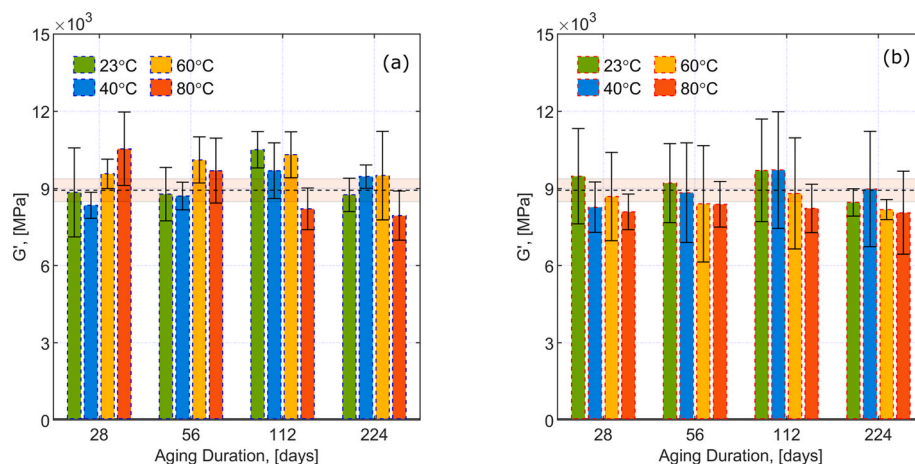 ×10³
15
12
9
6
3
0
G', [MPa]
23°C 60°C
40°C 80°C
(a)
28 56 112 224
Aging Duration, [days]
×10³
15
12
9
6
3
0
G', [MPa]
23°C 60°C
40°C 80°C
(b)
28 56 112 224
Aging Duration, [days]